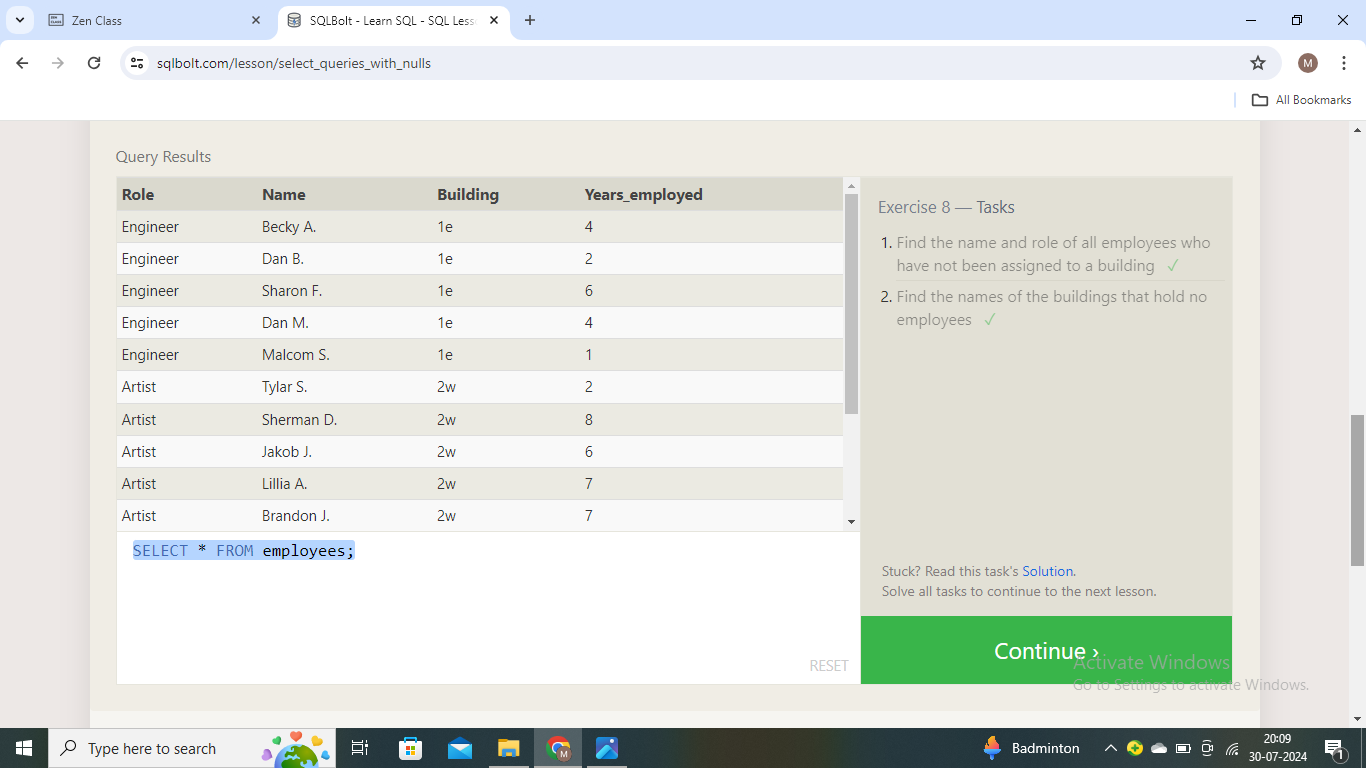 Zen Class
SQLBolt - Learn SQL - SQL Less
sqlbolt.com/lesson/select_queries_with_nulls
M
All Bookmarks
Query Results
Role Name Building Years_employed
Engineer Becky A. 1e 4
Engineer Dan B. 1e 2
Engineer Sharon F. 1e 6
Engineer Dan M. 1e 4
Engineer Malcom S. 1e 1
Artist Tylar S. 2w 2
Artist Sherman D. 2w 8
Artist Jakob J. 2w 6
Artist Lillia A. 2w 7
Artist Brandon J. 2w 7
SELECT * FROM employees;
RESET
Exercise 8 — Tasks
1. Find the name and role of all employees who
have not been assigned to a building ✓
2. Find the names of the buildings that hold no
employees ✓
Stuck? Read this task's Solution.
Solve all tasks to continue to the next lesson.
Continue ›
Activate Windows
Go to Settings to activate Windows.
Type here to search
M
Badminton
20:09
30-07-2024
1